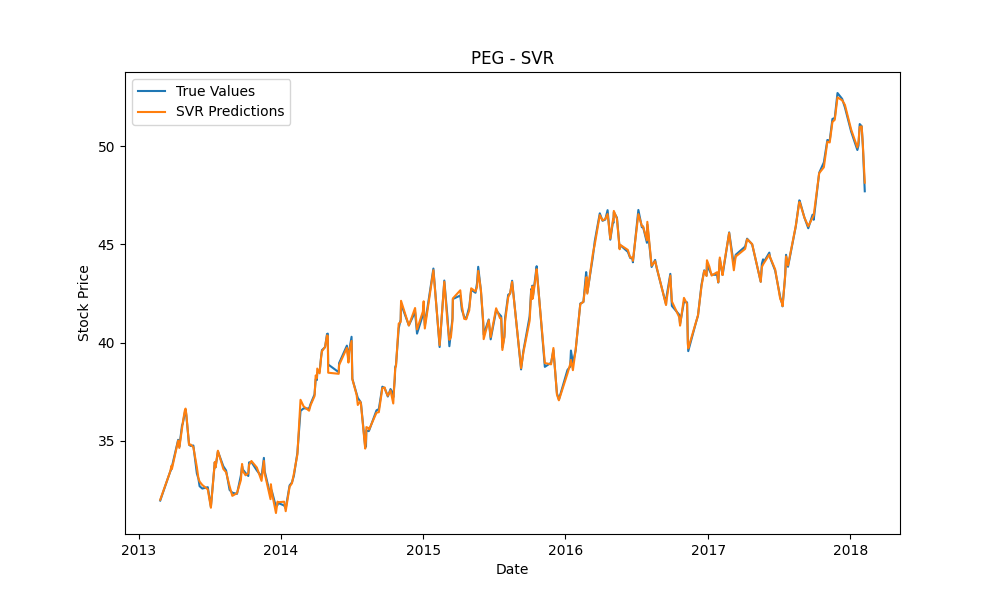 PEG - SVR
True Values
SVR Predictions
50
45
40
35
Stock Price
2013 2014 2015 2016 2017 2018
Date